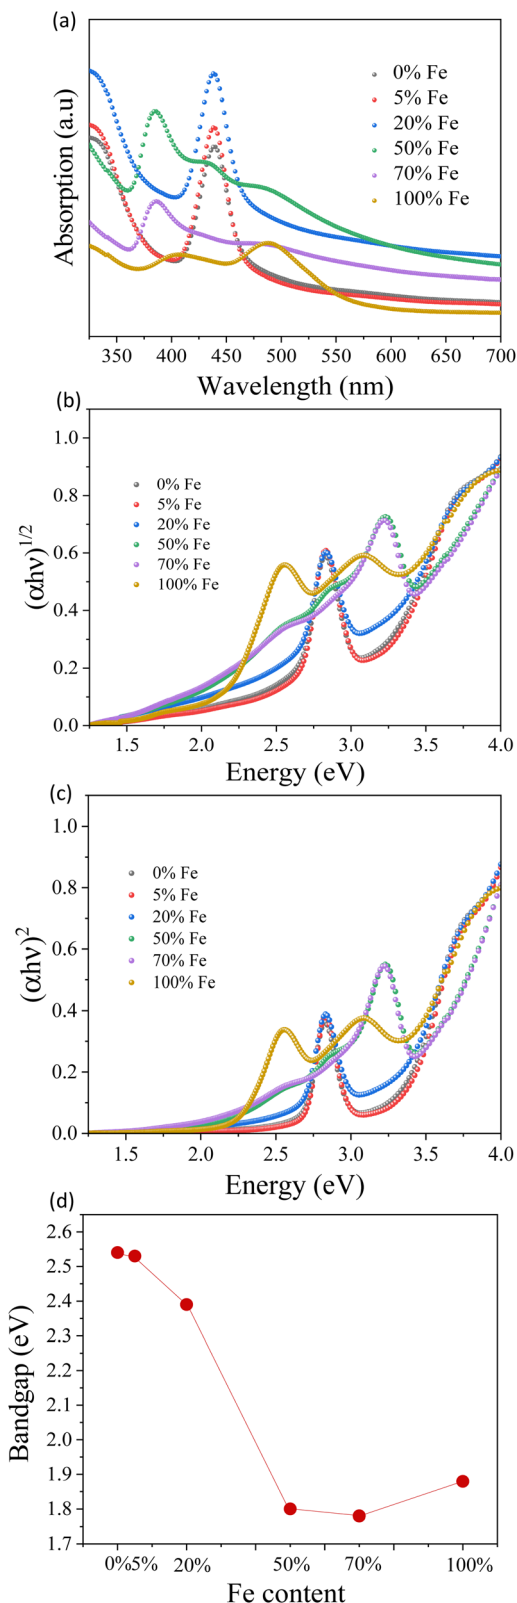 (a)
0% Fe
5% Fe
20% Fe
50% Fe
70% Fe
100% Fe
Absorption (a.u)
350 400 450 500 550 600 650 700
Wavelength (nm)
(b)
1.0
0.8
0.6
0.4
0.2
0.0
0% Fe
5% Fe
20% Fe
50% Fe
70% Fe
100% Fe
(αhν)^1/2
1.5 2.0 2.5 3.0 3.5 4.0
Energy (eV)
(c)
1.0
0.8
0.6
0.4
0.2
0.0
0% Fe
5% Fe
20% Fe
50% Fe
70% Fe
100% Fe
(αhν)^2
1.5 2.0 2.5 3.0 3.5 4.0
Energy (eV)
(d)
2.6
2.5
2.4
2.3
2.2
2.1
2.0
1.9
1.8
1.7
Bandgap (eV)
0% 5% 20% 50% 70% 100%
Fe content